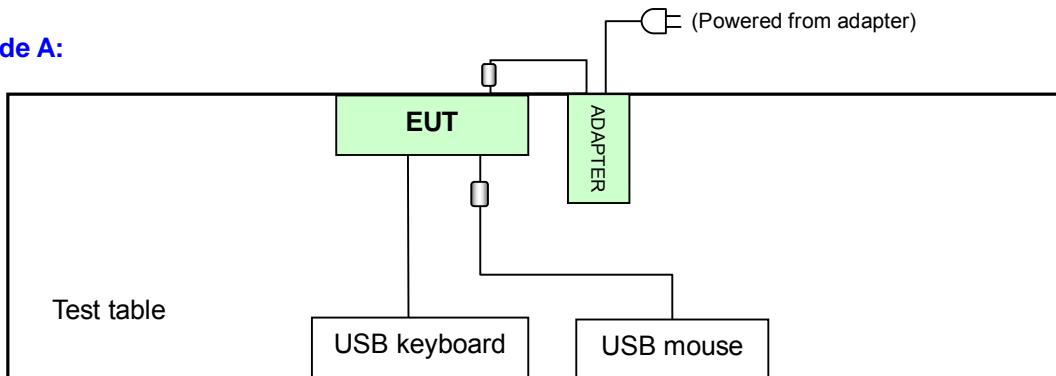 (Powered from adapter)
de A:
EUT
ADAPTER
Test table
USB keyboard
USB mouse